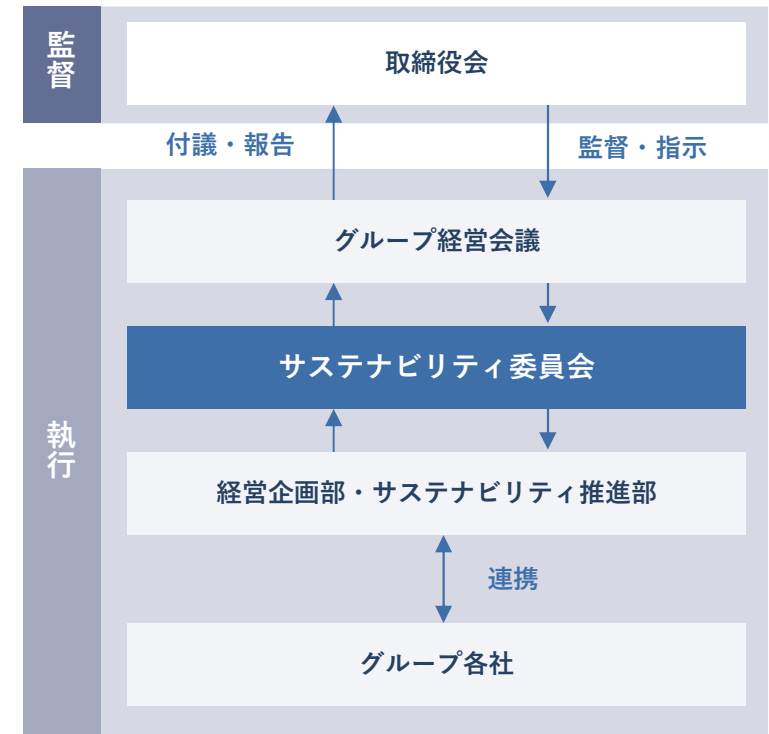 監督
取締役会
付議・報告
監督・指示
グループ経営会議
サステナビリティ委員会
執行
経営企画部・サステナビリティ推進部
連携
グループ各社